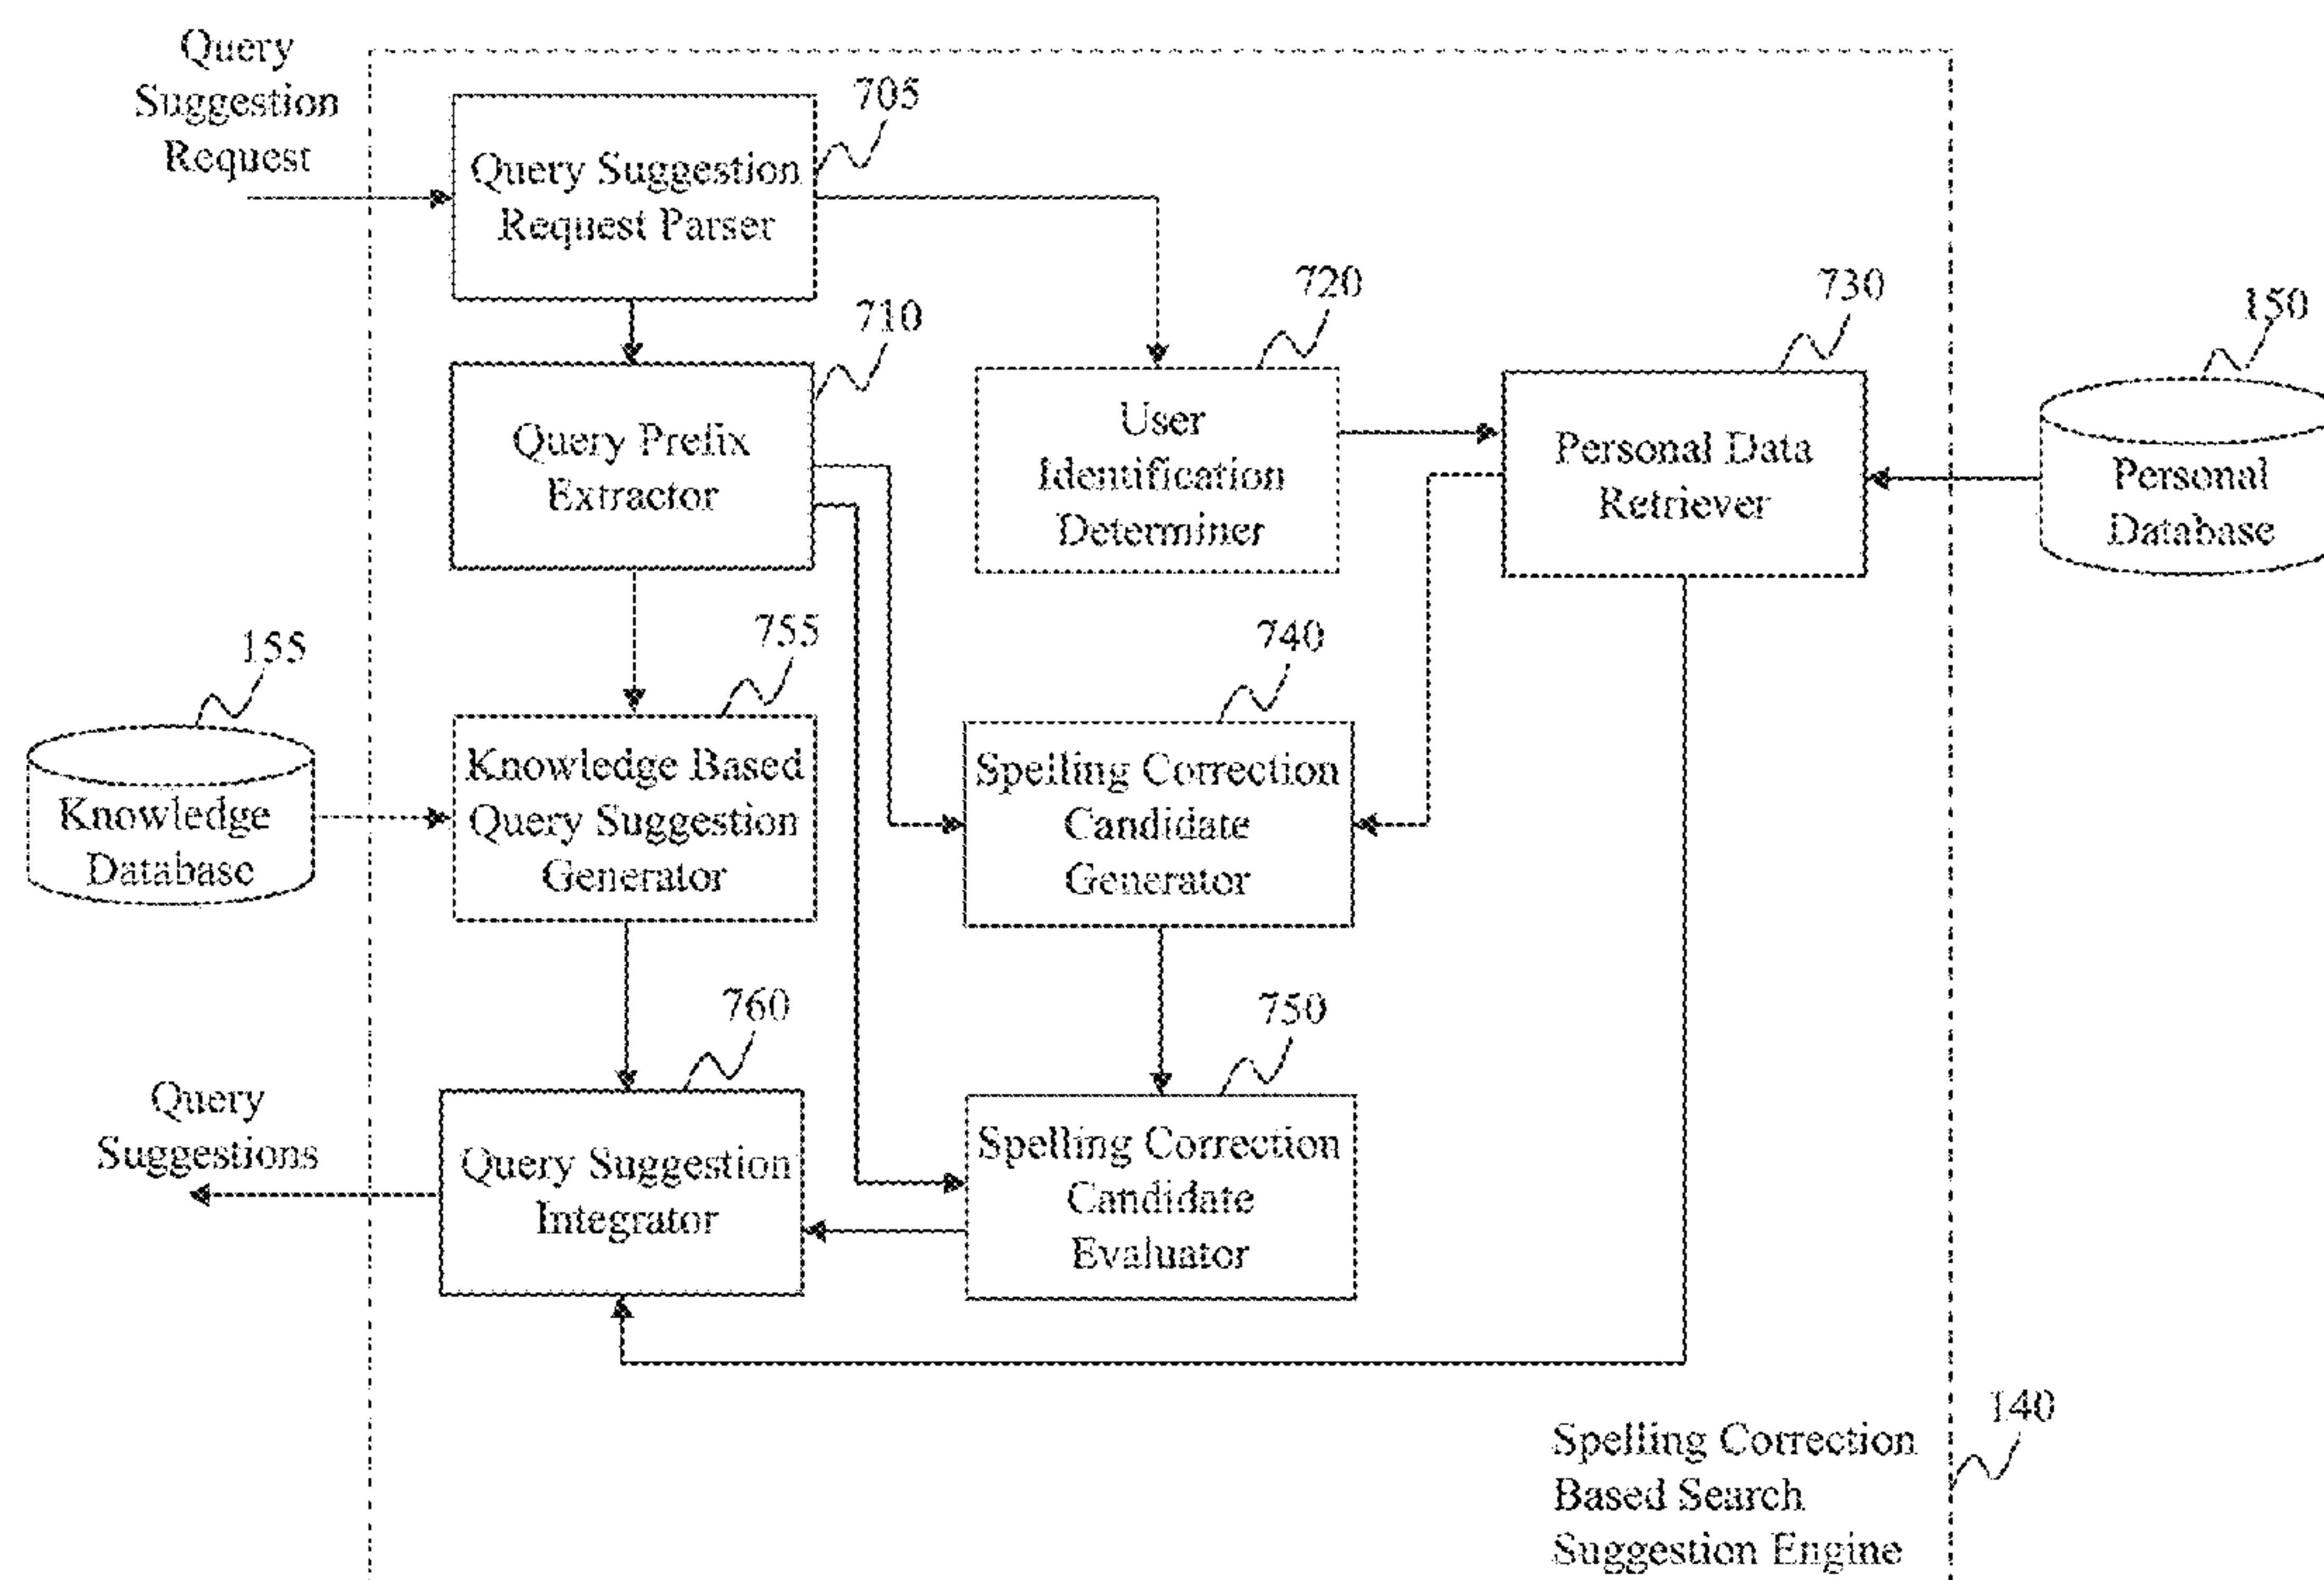 Query
Suggestion
Request
705
Query Suggestion
Request Parser
710
Query Prefix
Extractor
720
User
Identification
Determiner
730
Personal Data
Retriever
150
Personal
Database
155
Knowledge
Database
755
Knowledge Based
Query Suggestion
Generator
740
Spelling Correction
Candidate
Generator
760
Query Suggestion
Integrator
750
Spelling Correction
Candidate
Evaluator
Query
Suggestions
140
Spelling Correction
Based Search
Suggestion Engine